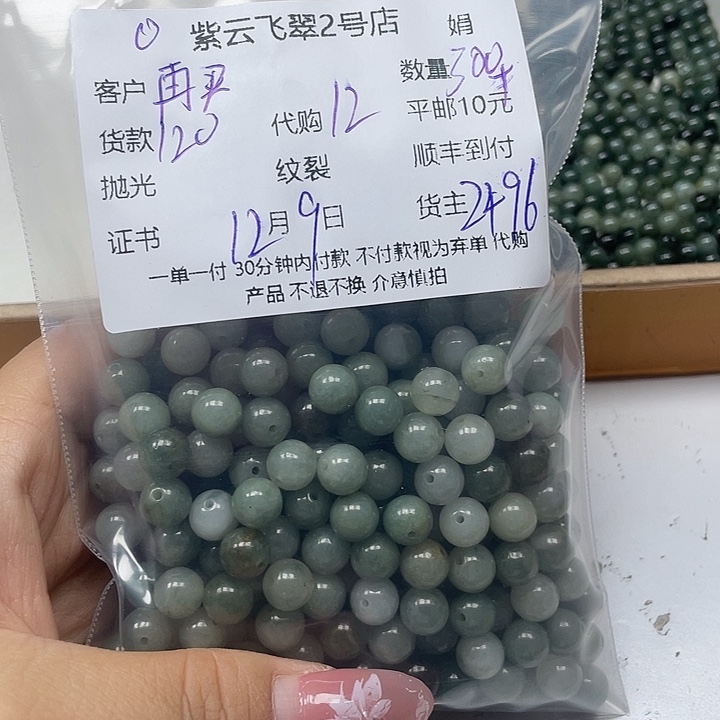 紫云飞翠2号店 娟
客户 再买 数量 300
货款 120 代购 12 平邮10元
抛光 纹裂 顺丰到付
证书 12月9日 货主 2496
一单一付 30分钟内付款 不付款视为弃单 代购
产品 不退不换 介意慎拍